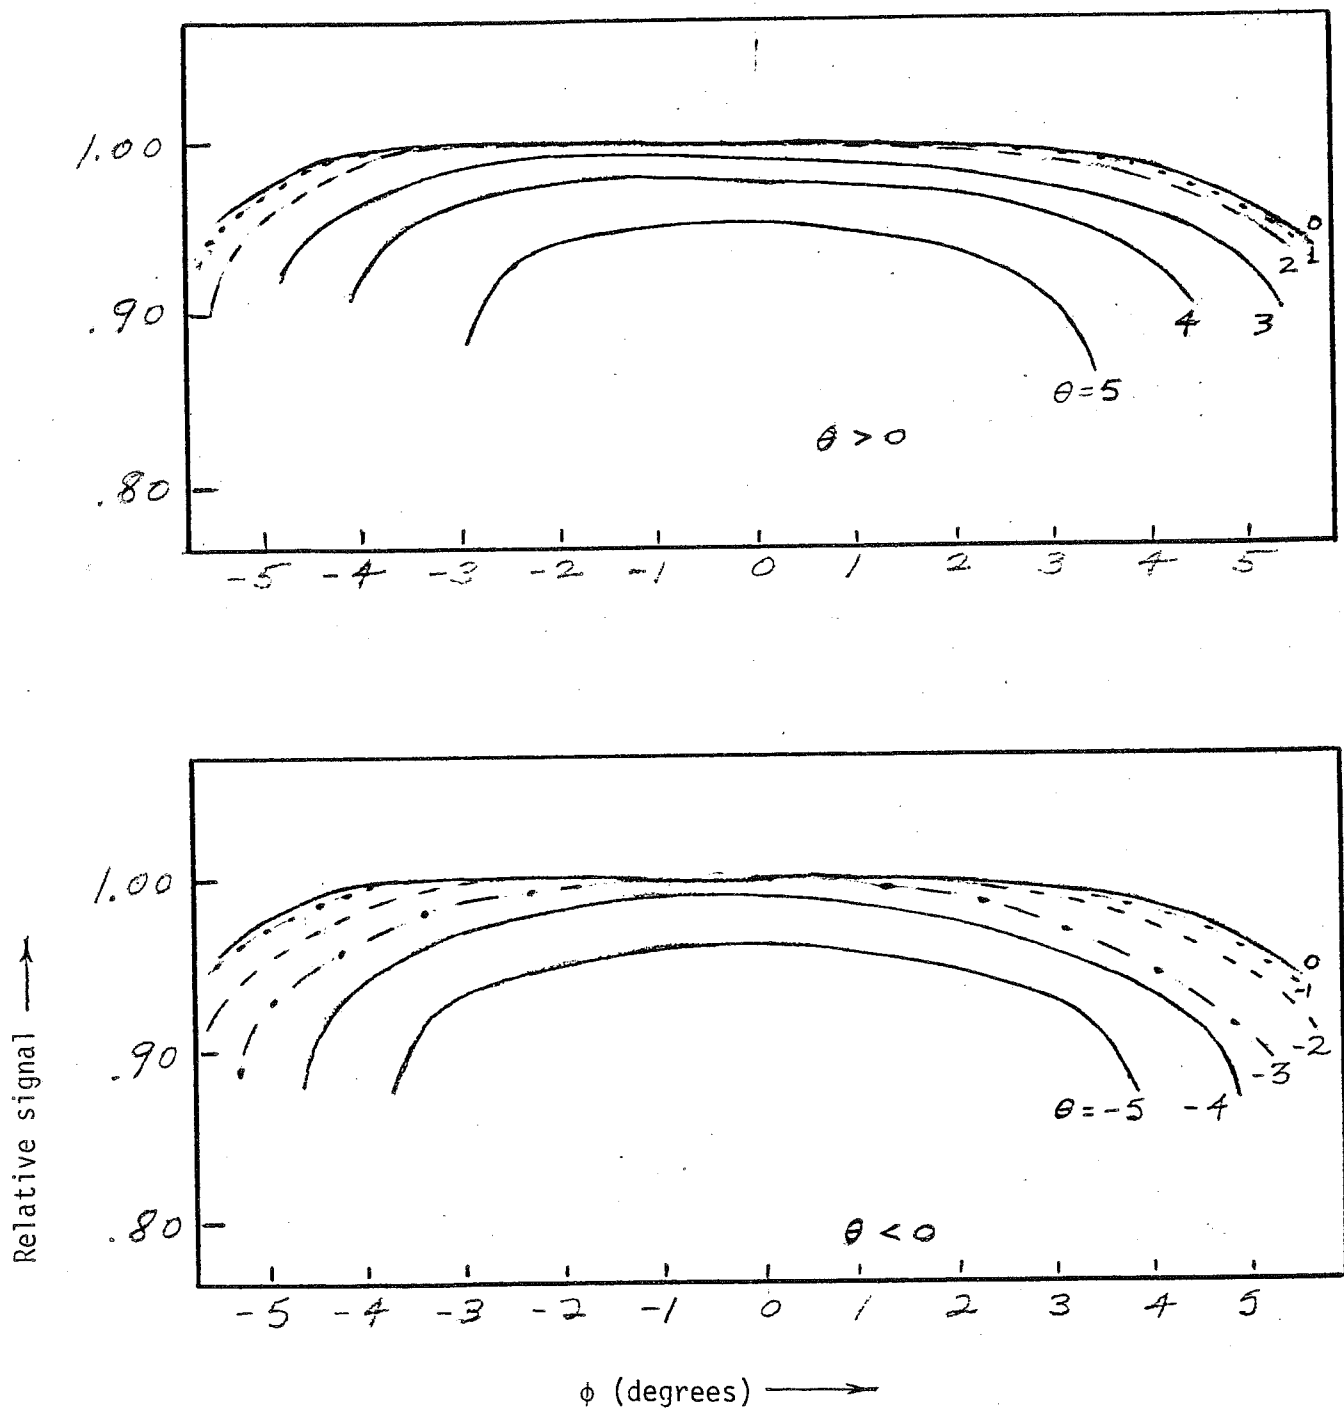 1.00
0
2 1
.90
4 3
θ=5
θ > 0
.80
-5 -4 -3 -2 -1 0 1 2 3 4 5
1.00
0
-1
-2
.90
-3
θ=-5 -4
Relative signal
.80
θ < 0
-5 -4 -3 -2 -1 0 1 2 3 4 5
φ (degrees)